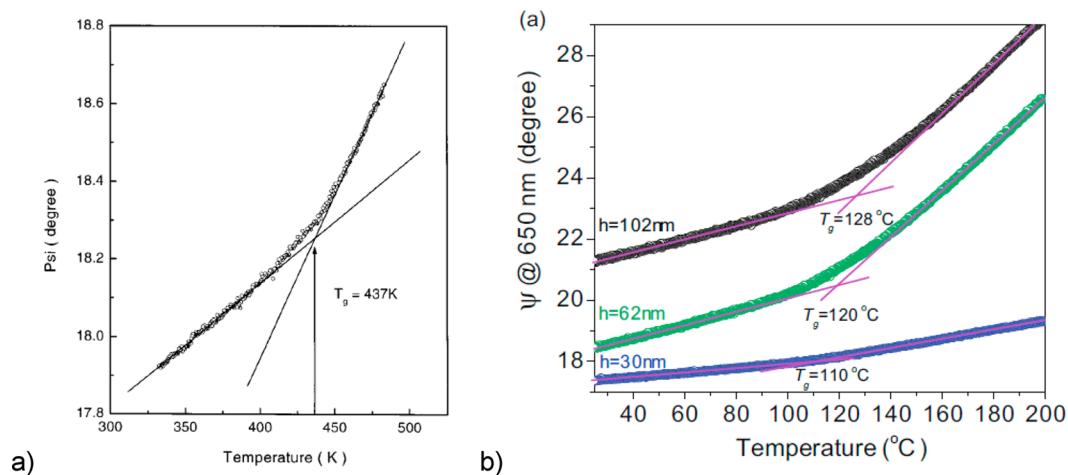 18.8
18.6
18.4
18.2
18.0
17.8
Psi ( degree )
T_g = 437K
300 350 400 450 500
Temperature ( K )
a)
(a)
28
26
24
22
20
18
ψ @ 650 nm (degree)
h=102nm
T_g=128 °C
h=62nm
T_g=120 °C
h=30nm
T_g=110 °C
40 60 80 100 120 140 160 180 200
Temperature (°C)
b)